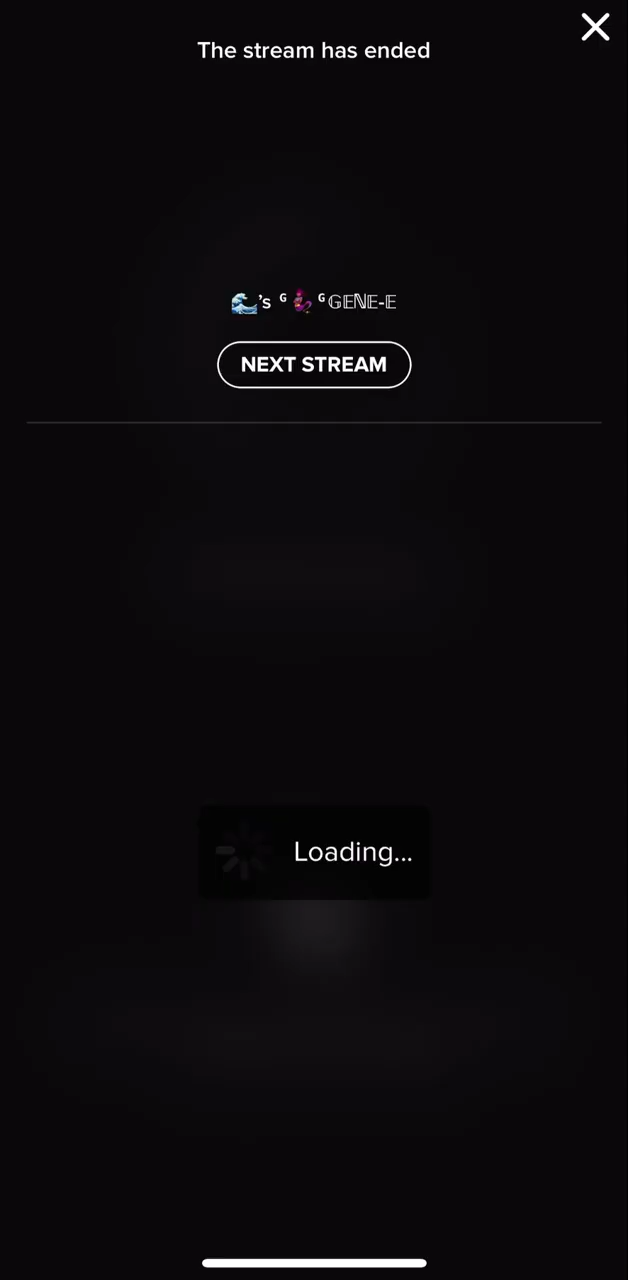 The stream has ended
🌊's ᴳ🧞‍♀️ᴳ𝔾𝔼ℕ𝔼-𝔼
NEXT STREAM
Loading...